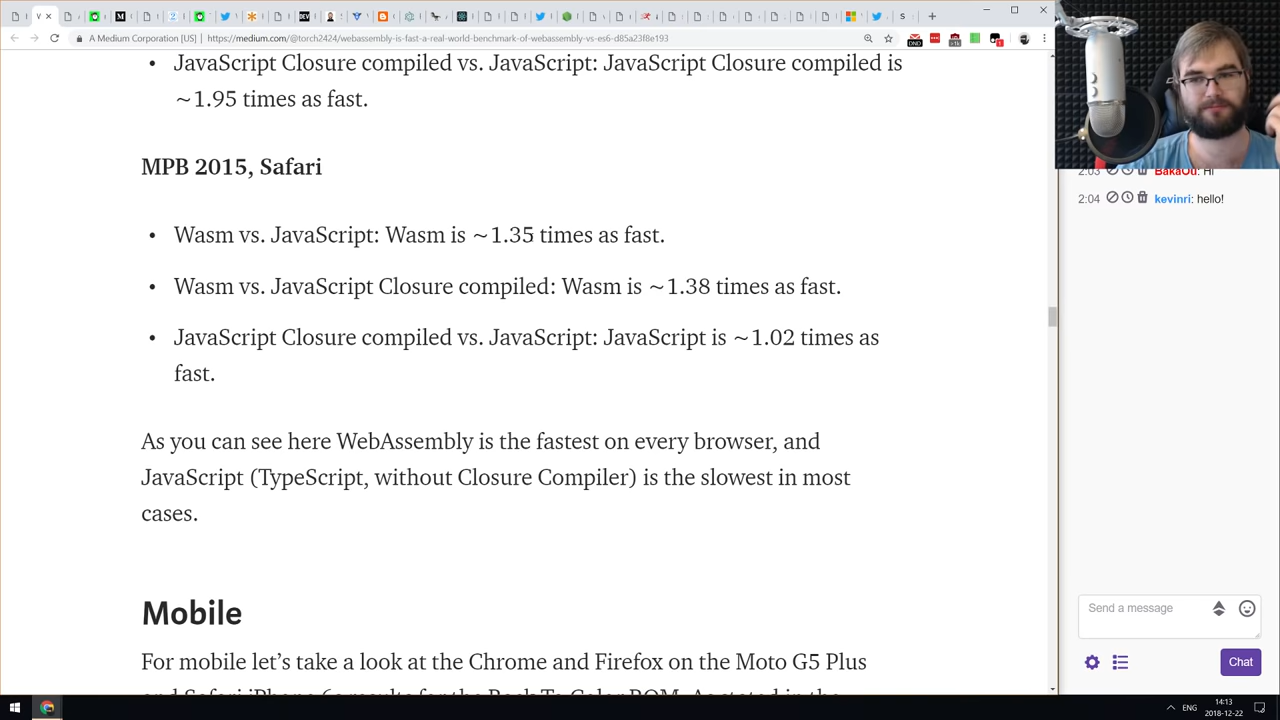 A Medium Corporation [US] | https://medium.com/@torch2424/webassembly-is-fast-a-real-world-benchmark-of-webassembly-vs-es6-d85a23f8e193
• JavaScript Closure compiled vs. JavaScript: JavaScript Closure compiled is
~1.95 times as fast.
MPB 2015, Safari
• Wasm vs. JavaScript: Wasm is ~1.35 times as fast.
• Wasm vs. JavaScript Closure compiled: Wasm is ~1.38 times as fast.
• JavaScript Closure compiled vs. JavaScript: JavaScript is ~1.02 times as
fast.
As you can see here WebAssembly is the fastest on every browser, and
JavaScript (TypeScript, without Closure Compiler) is the slowest in most
cases.
Mobile
For mobile let's take a look at the Chrome and Firefox on the Moto G5 Plus
2:03 BakaOu: Hi
2:04 kevinri: hello!
Send a message
Chat
ENG
14:13
2018-12-22